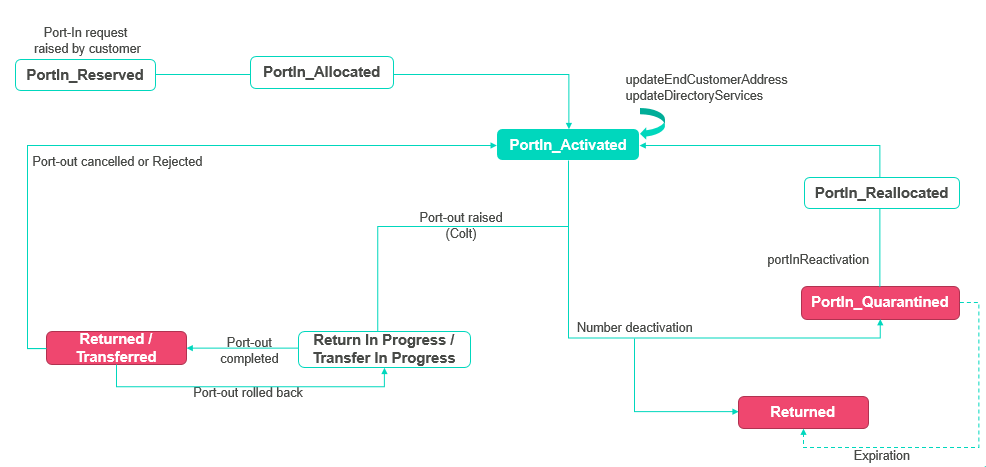 Port-In request
raised by customer
PortIn_Reserved
PortIn_Allocated
updateEndCustomerAddress
updateDirectoryServices
PortIn_Activated
Port-out cancelled or Rejected
PortIn_Reallocated
Port-out raised
(Colt)
portInReactivation
PortIn_Quarantined
Number deactivation
Returned /
Transferred
Port-out
completed
Return In Progress /
Transfer In Progress
Port-out rolled back
Returned
Expiration